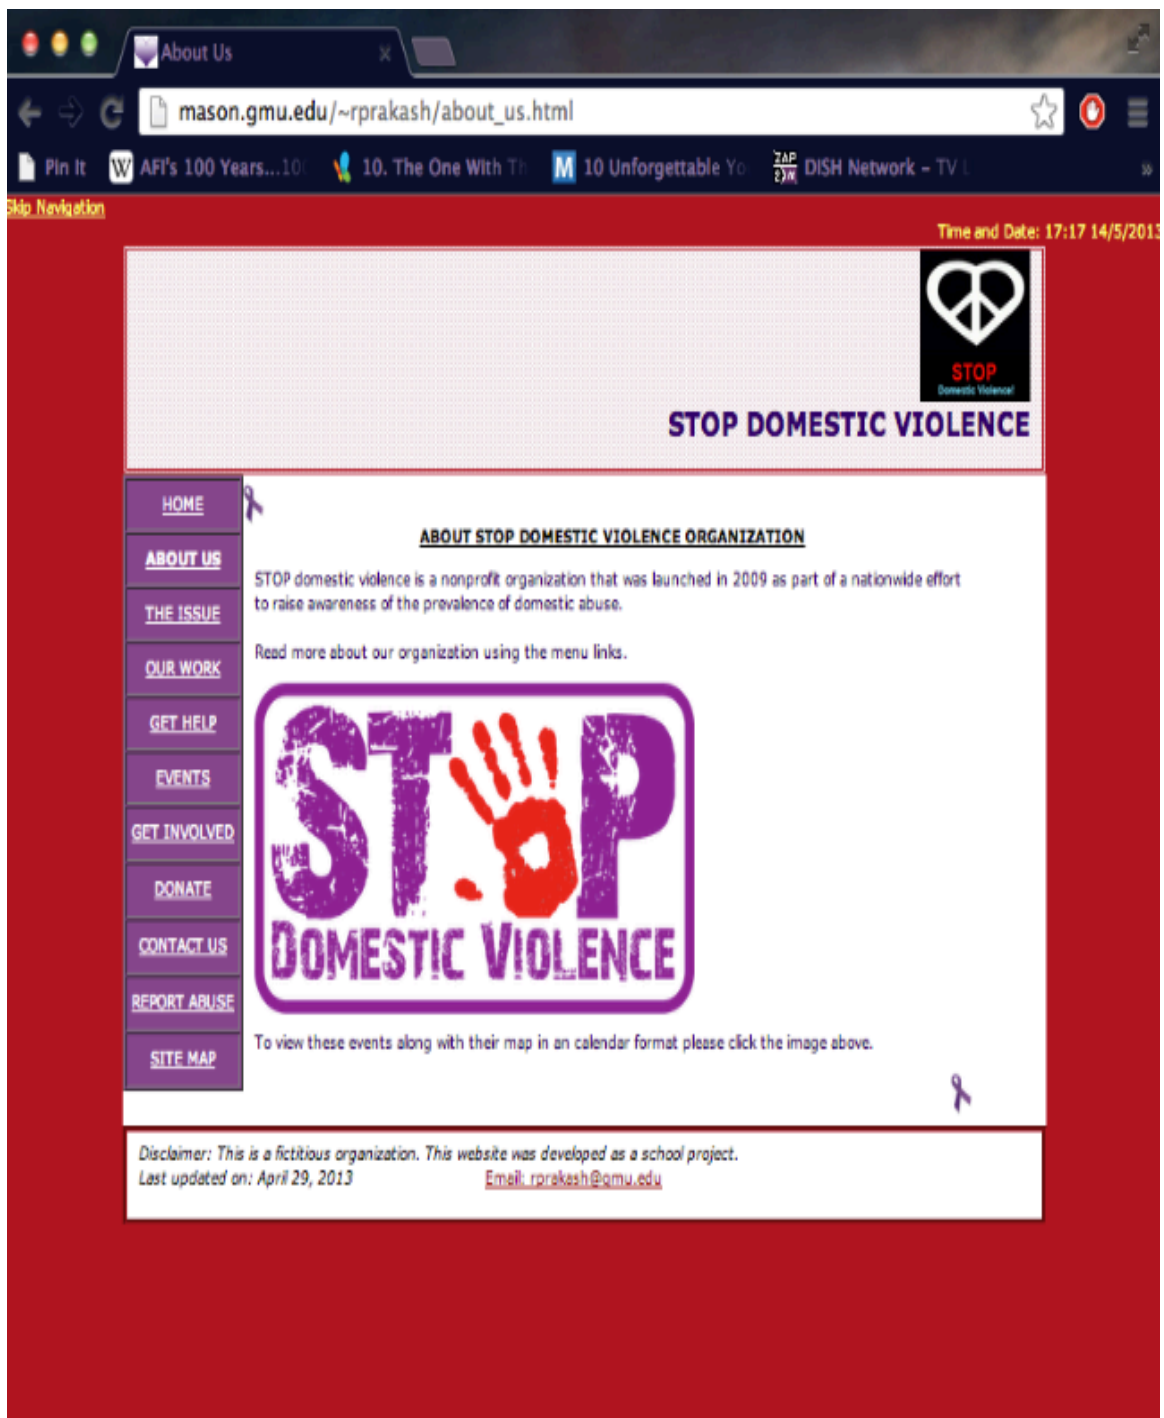 About Us
mason.gmu.edu/~rprakash/about_us.html
Pin It AFI's 100 Years...10 10. The One With Th M 10 Unforgettable Yo DISH Network – TV L
Skip Navigation
Time and Date: 17:17 14/5/2013
STOP
Domestic Violence!
STOP DOMESTIC VIOLENCE
HOME
ABOUT US
THE ISSUE
OUR WORK
GET HELP
EVENTS
GET INVOLVED
DONATE
CONTACT US
REPORT ABUSE
SITE MAP
ABOUT STOP DOMESTIC VIOLENCE ORGANIZATION
STOP domestic violence is a nonprofit organization that was launched in 2009 as part of a nationwide effort
to raise awareness of the prevalence of domestic abuse.
Read more about our organization using the menu links.
STOP
DOMESTIC VIOLENCE
To view these events along with their map in an calendar format please click the image above.
Disclaimer: This is a fictitious organization. This website was developed as a school project.
Last updated on: April 29, 2013 Email: rprakash@gmu.edu